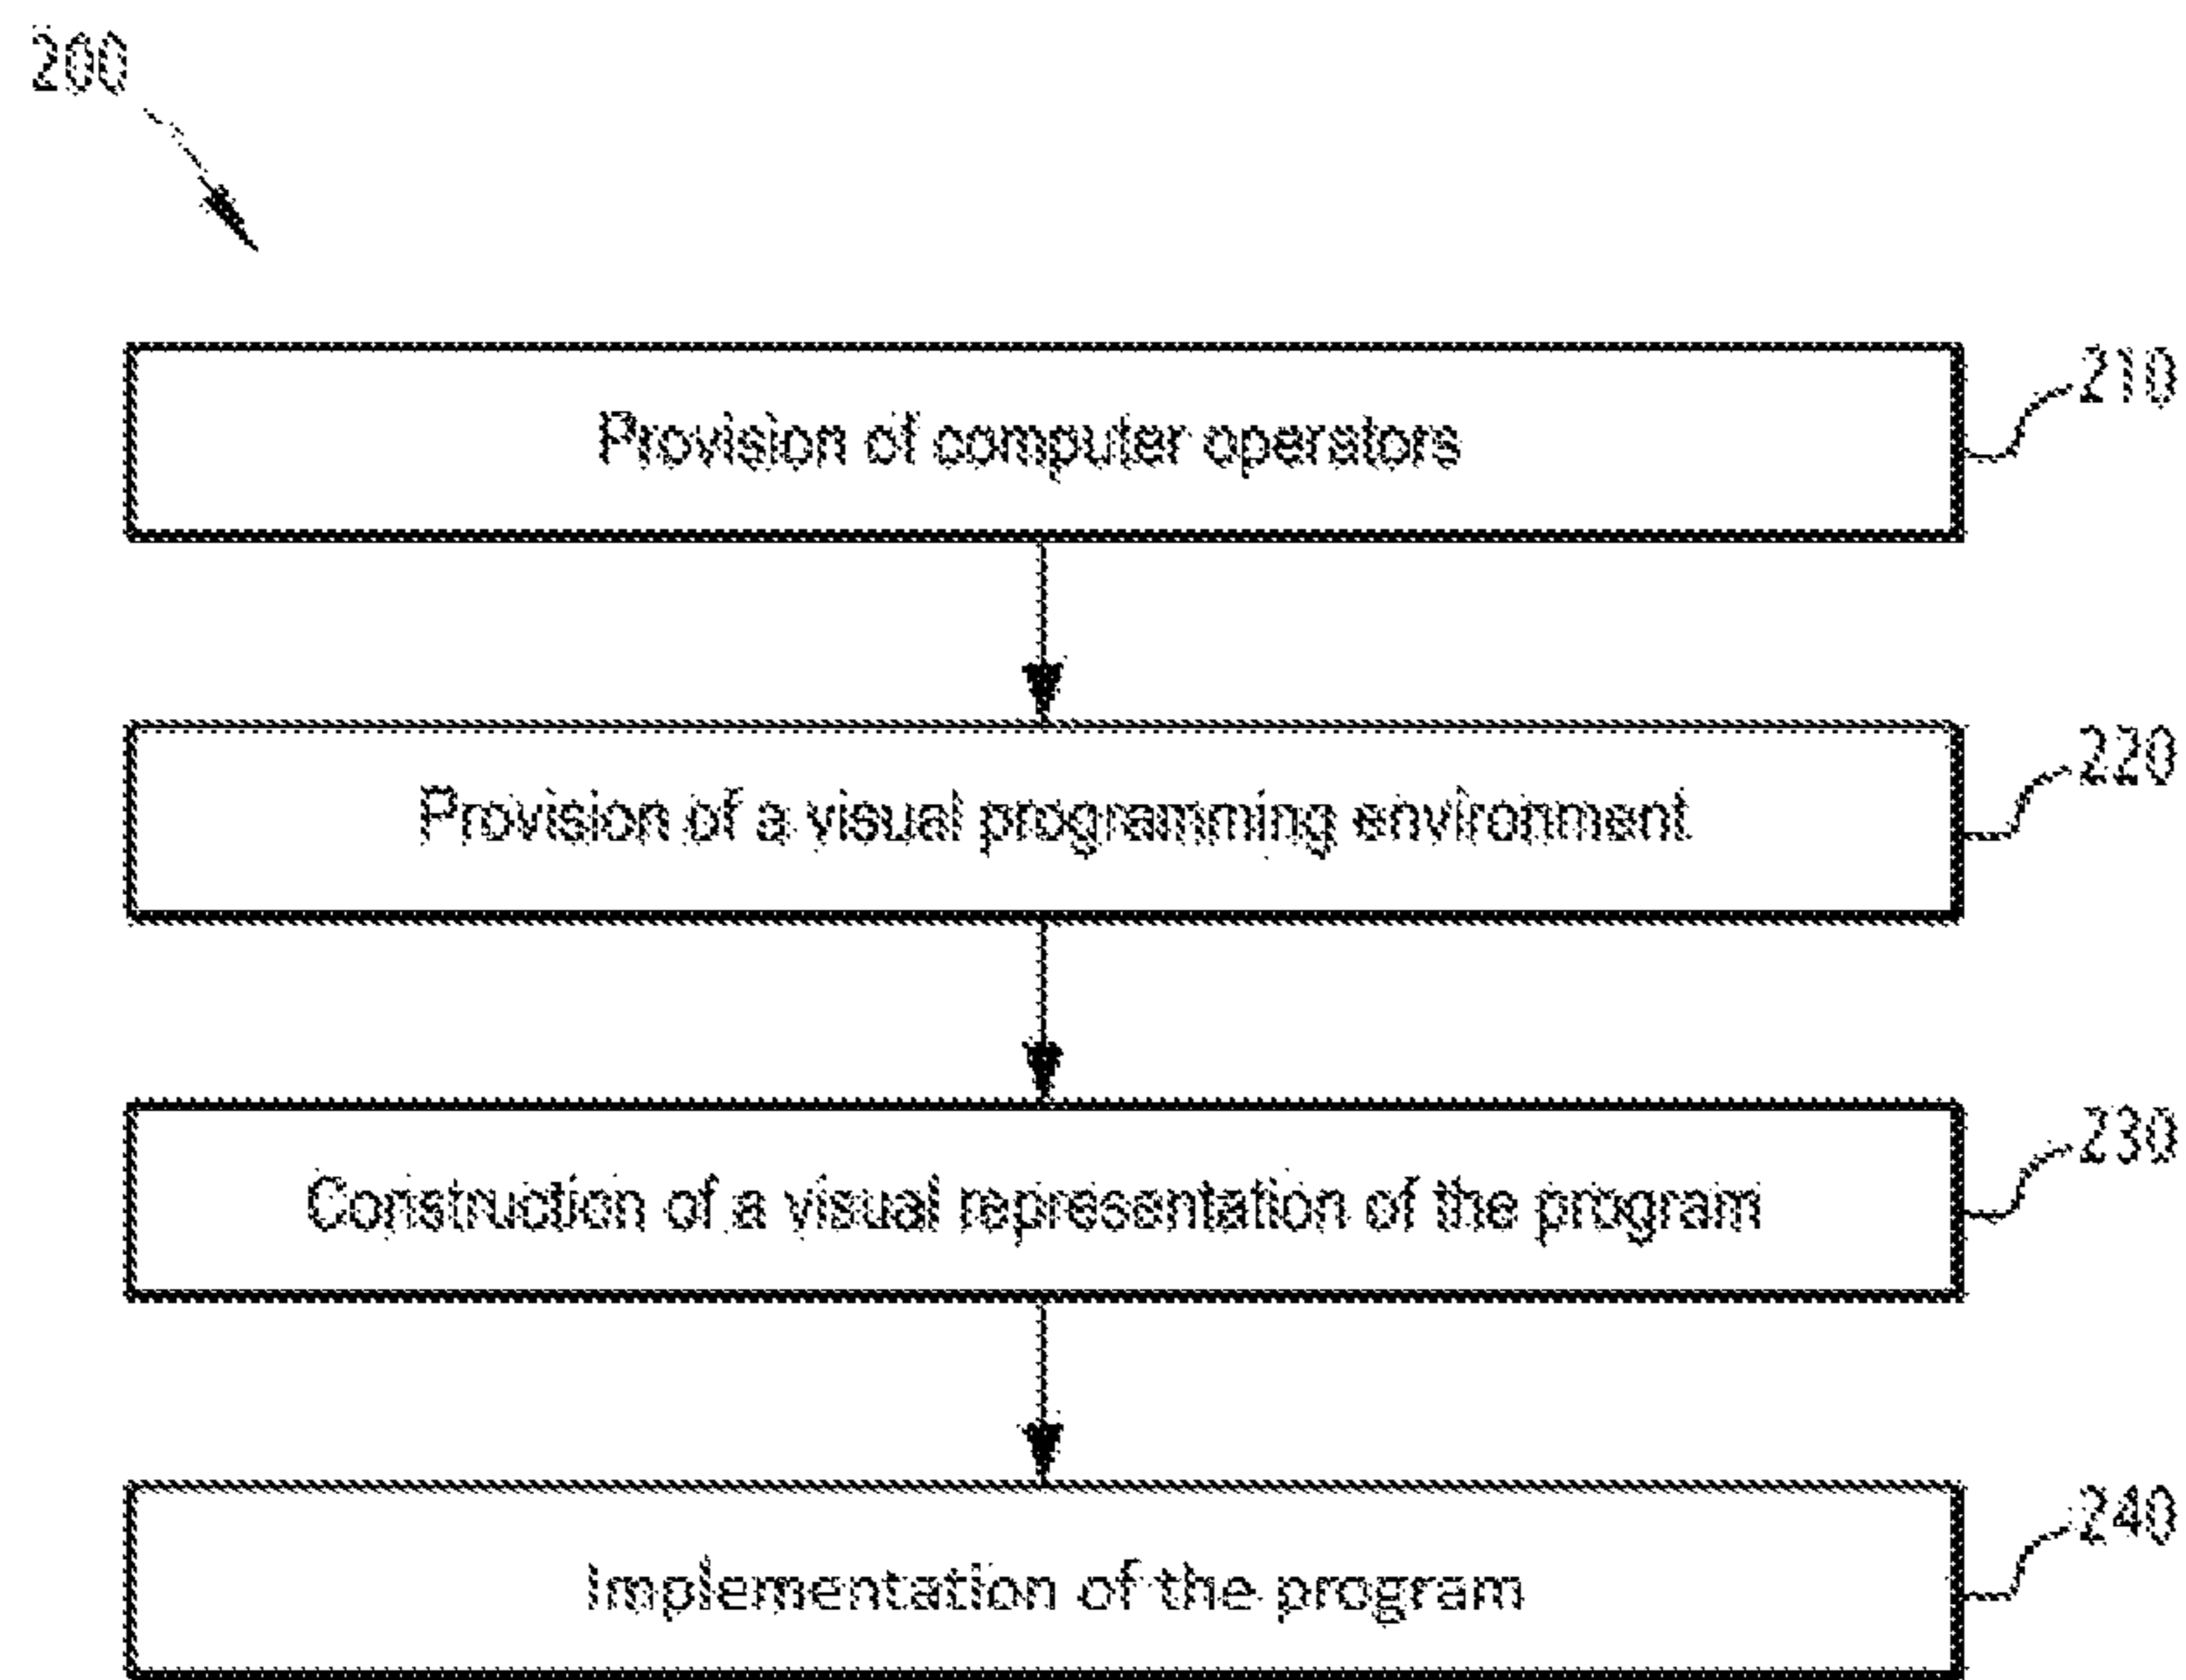 200
Provision of computer operators
210
Provision of a visual programming environment
220
Construction of a visual representation of the program
230
Implementation of the program
240